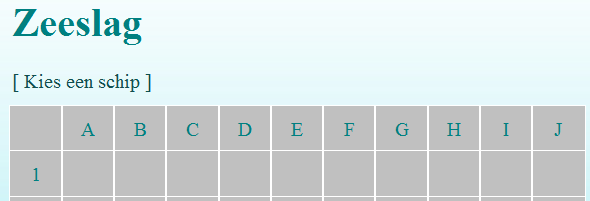 Zeeslag
[ Kies een schip ]
A B C D E F G H I J
1